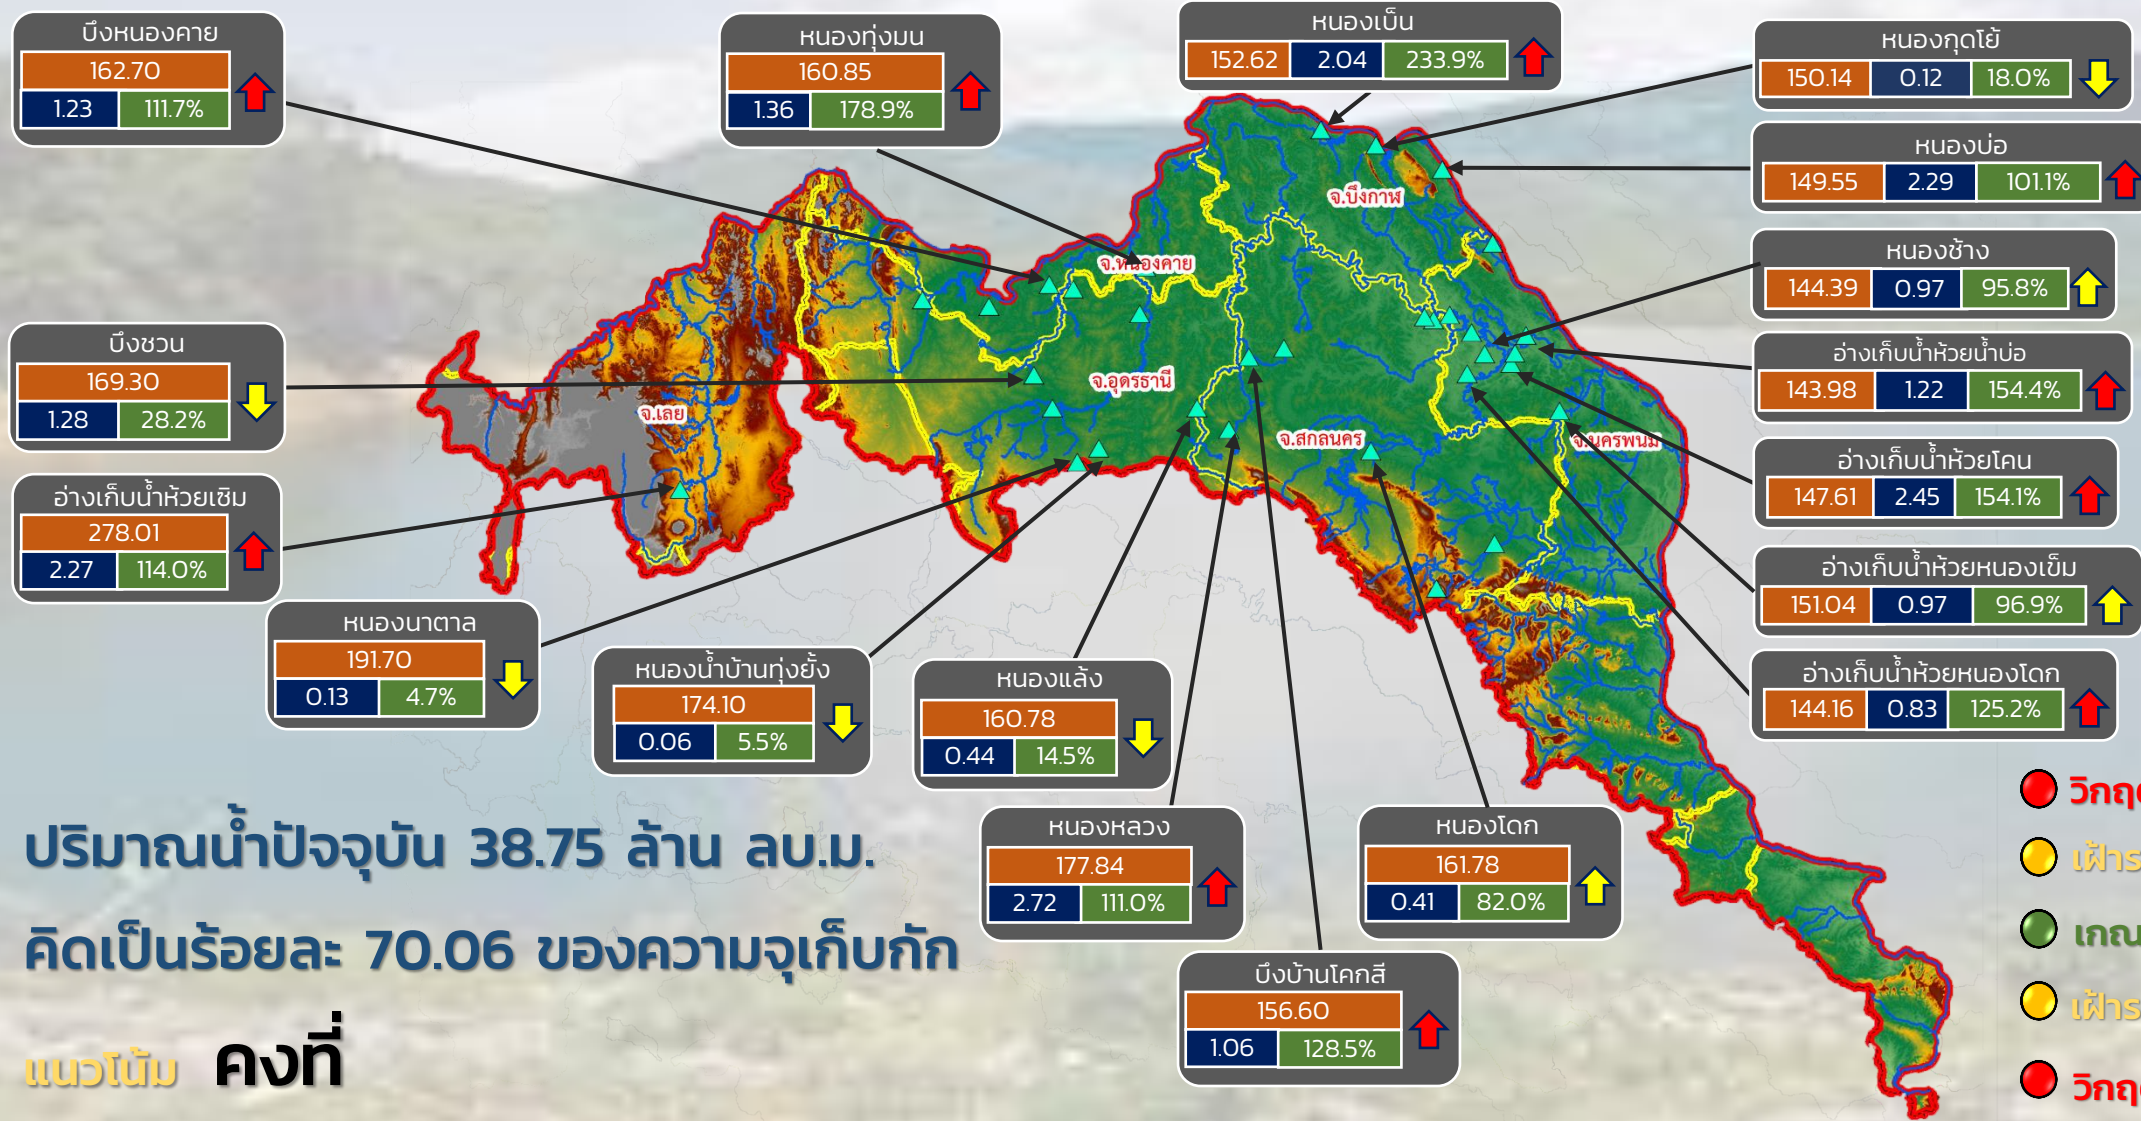 บึงหนองคาย
162.70
1.23 111.7%
หนองทุ่งมน
160.85
1.36 178.9%
หนองเบ็น
152.62 2.04 233.9%
หนองกุดโย้
150.14 0.12 18.0%
หนองบ่อ
149.55 2.29 101.1%
หนองช้าง
144.39 0.97 95.8%
อ่างเก็บน้ำห้วยน้ำบ่อ
143.98 1.22 154.4%
อ่างเก็บน้ำห้วยโคน
147.61 2.45 154.1%
อ่างเก็บน้ำห้วยหนองเข็ม
151.04 0.97 96.9%
อ่างเก็บน้ำห้วยหนองโดก
144.16 0.83 125.2%
บึงชวน
169.30
1.28 28.2%
อ่างเก็บน้ำห้วยเซิม
278.01
2.27 114.0%
หนองนาตาล
191.70
0.13 4.7%
หนองน้ำบ้านทุ่งยั้ง
174.10
0.06 5.5%
หนองแล้ง
160.78
0.44 14.5%
หนองหลวง
177.84
2.72 111.0%
หนองโดก
161.78
0.41 82.0%
บึงบ้านโคกสี
156.60
1.06 128.5%
จ.บึงกาฬ
จ.หนองคาย
จ.อุดรธานี
จ.เลย
จ.สกลนคร
จ.นครพนม
ปริมาณน้ำปัจจุบัน 38.75 ล้าน ลบ.ม.
คิดเป็นร้อยละ 70.06 ของความจุเก็บกัก
แนวโน้ม คงที่